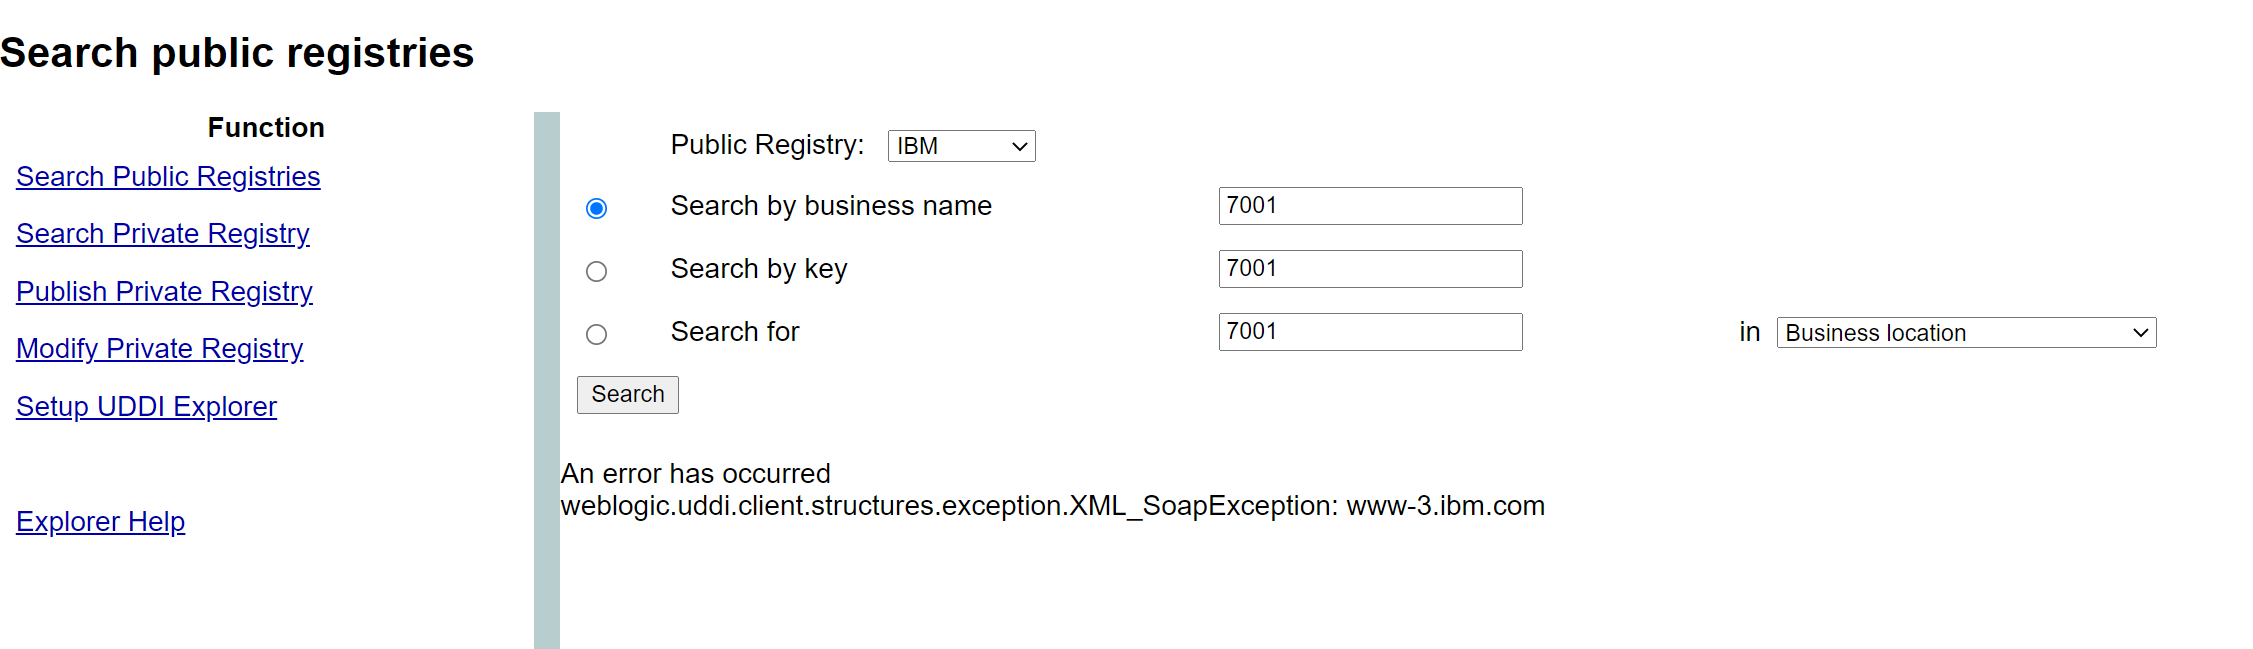 Search public registries
Function
Search Public Registries
Search Private Registry
Publish Private Registry
Modify Private Registry
Setup UDDI Explorer
Explorer Help
Public Registry: IBM
Search by business name 7001
Search by key 7001
Search for 7001 in Business location
Search
An error has occurred
weblogic.uddi.client.structures.exception.XML_SoapException: www-3.ibm.com